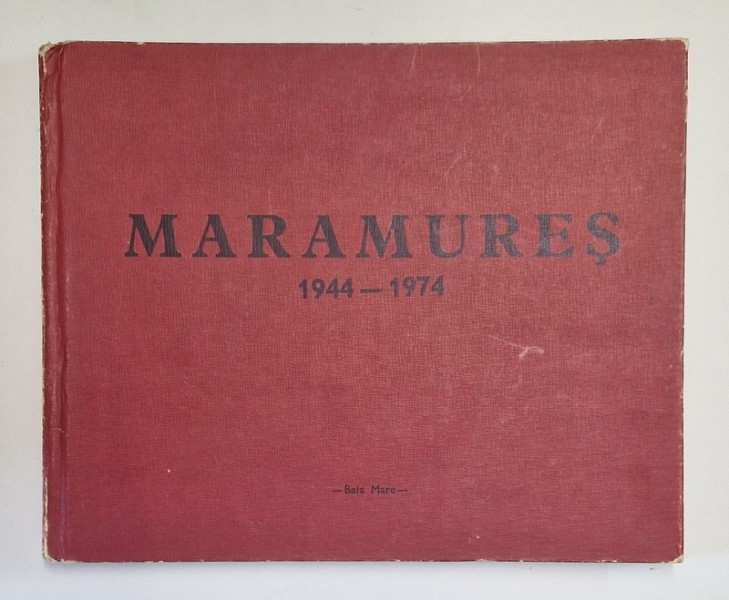 MARAMUREŞ
1944 — 1974
— Baia Mare —